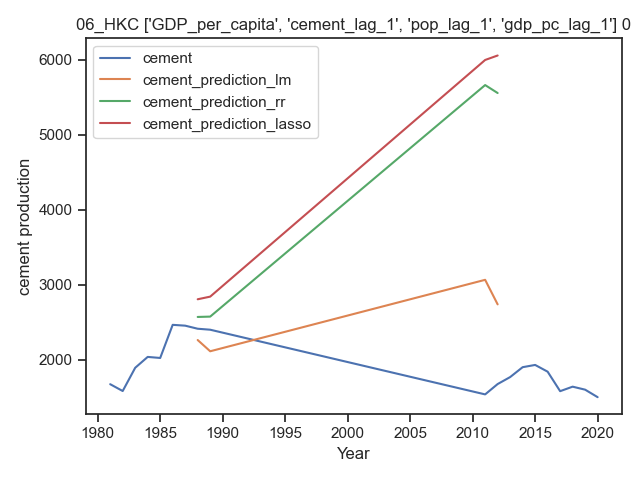 06_HKC ['GDP_per_capita', 'cement_lag_1', 'pop_lag_1', 'gdp_pc_lag_1'] 0
cement
cement_prediction_lm
cement_prediction_rr
cement_prediction_lasso
cement production
6000
5000
4000
3000
2000
1980 1985 1990 1995 2000 2005 2010 2015 2020
Year